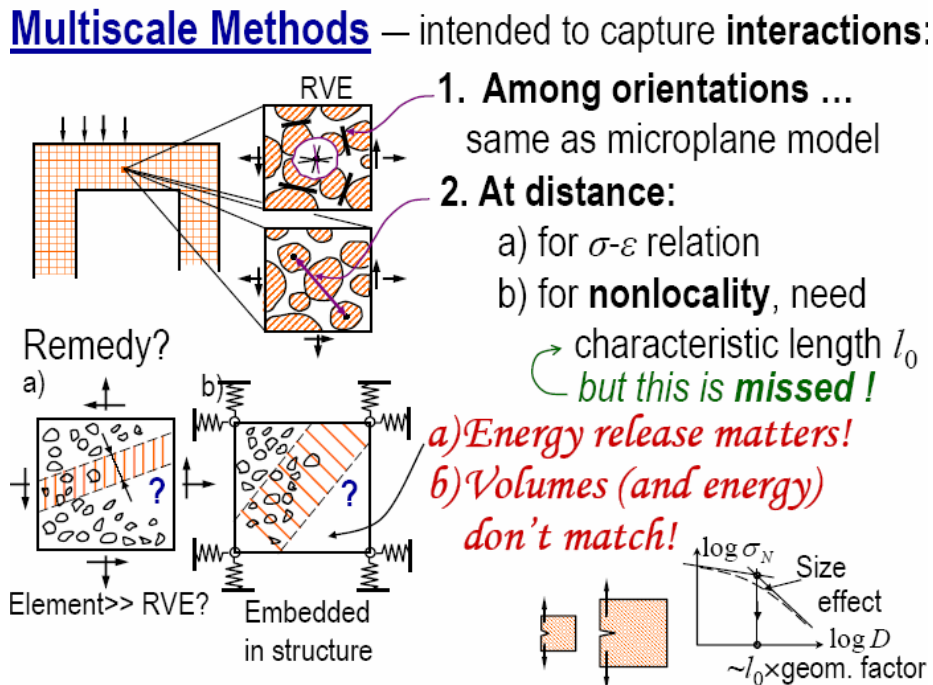 Multiscale Methods — intended to capture interactions:
RVE
1. Among orientations ...
same as microplane model
2. At distance:
a) for σ-ε relation
b) for nonlocality, need
characteristic length l₀
but this is missed !
Remedy?
a)
b)
?
?
a) Energy release matters!
b) Volumes (and energy)
don't match!
Element>> RVE?
Embedded
in structure
log σ_N
Size
effect
log D
~l₀×geom. factor